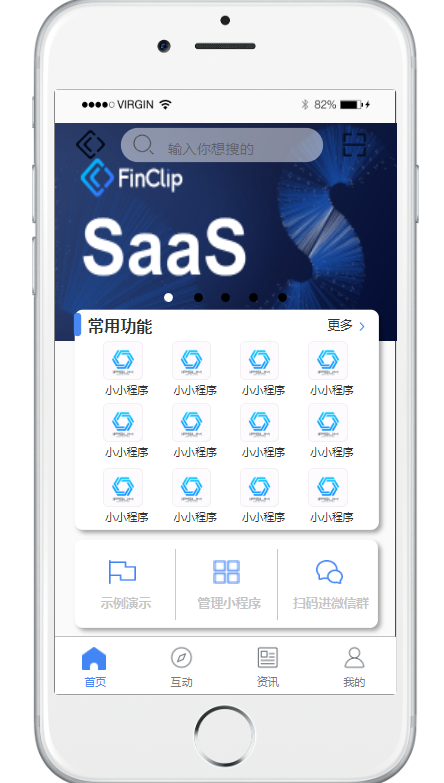 VIRGIN 82%
输入你想搜的
FinClip
SaaS
常用功能 更多
小小程序 小小程序 小小程序 小小程序
小小程序 小小程序 小小程序 小小程序
小小程序 小小程序 小小程序 小小程序
示例演示 管理小程序 扫码进微信群
首页 互动 资讯 我的